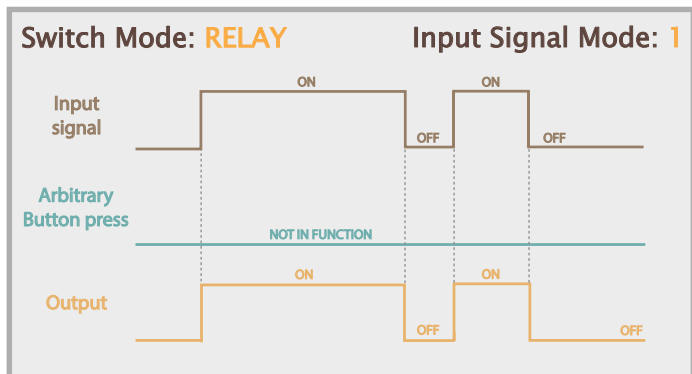 Switch Mode: RELAY
Input Signal Mode: 1
Input
signal
ON
OFF
ON
OFF
Arbitrary
Button press
NOT IN FUNCTION
Output
ON
OFF
ON
OFF